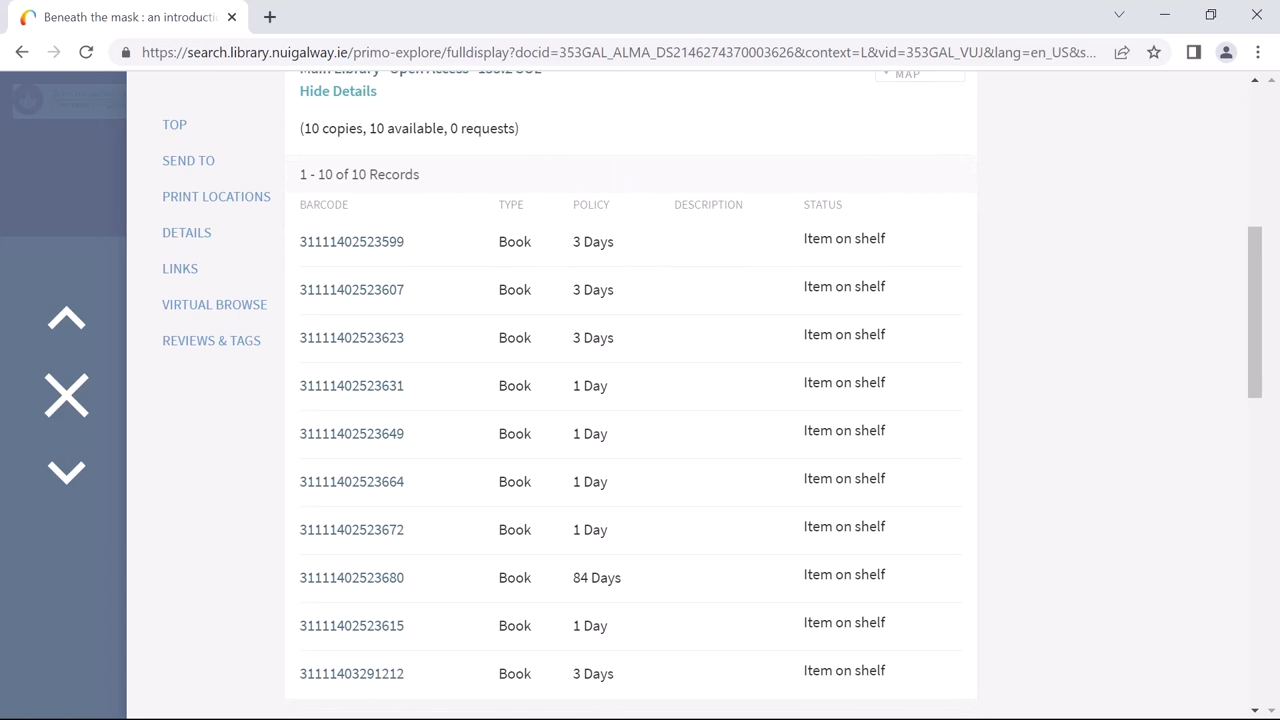 Beneath the mask : an introducti
https://search.library.nuigalway.ie/primo-explore/fulldisplay?docid=353GAL_ALMA_DS2146274370003626&context=L&vid=353GAL_VUJ&lang=en_US&s...
Main Library Open Access
MAP
Hide Details
(10 copies, 10 available, 0 requests)
TOP
SEND TO
PRINT LOCATIONS
DETAILS
LINKS
VIRTUAL BROWSE
REVIEWS & TAGS
1 - 10 of 10 Records
BARCODE TYPE POLICY DESCRIPTION STATUS
31111402523599 Book 3 Days Item on shelf
31111402523607 Book 3 Days Item on shelf
31111402523623 Book 3 Days Item on shelf
31111402523631 Book 1 Day Item on shelf
31111402523649 Book 1 Day Item on shelf
31111402523664 Book 1 Day Item on shelf
31111402523672 Book 1 Day Item on shelf
31111402523680 Book 84 Days Item on shelf
31111402523615 Book 1 Day Item on shelf
31111403291212 Book 3 Days Item on shelf